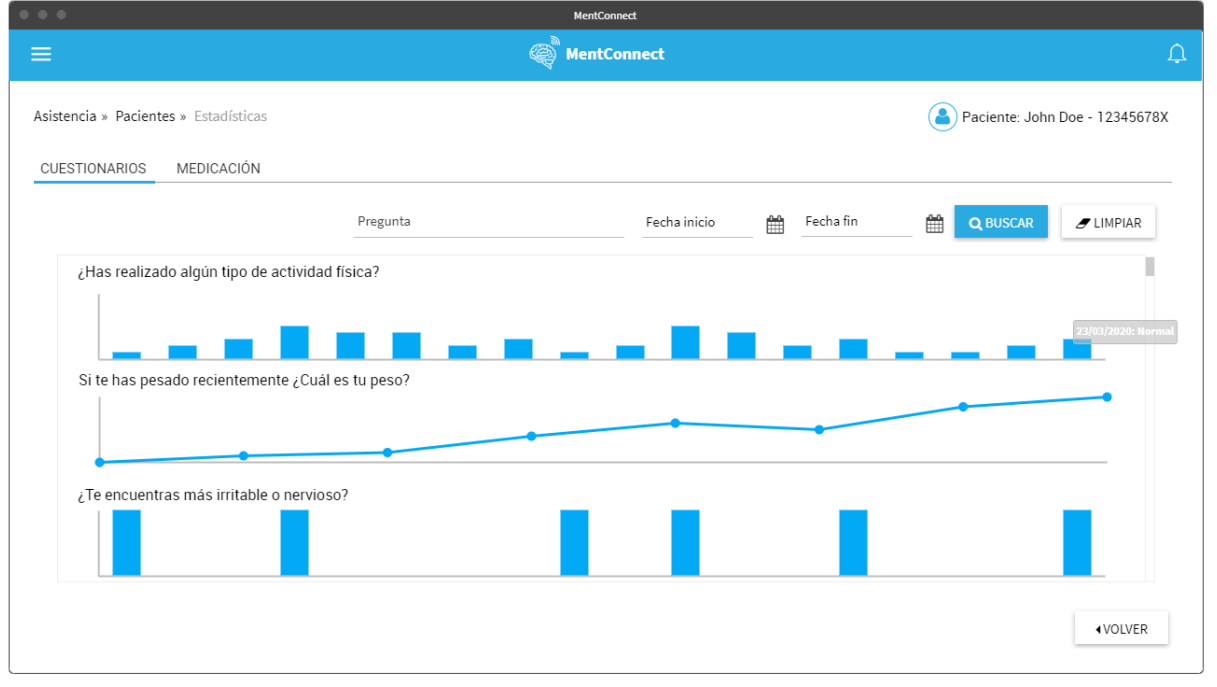 MentConnect
MentConnect
Asistencia » Pacientes » Estadísticas
Paciente: John Doe - 12345678X
CUESTIONARIOS MEDICACIÓN
Pregunta Fecha inicio Fecha fin BUSCAR LIMPIAR
¿Has realizado algún tipo de actividad física?
23/03/2020: Normal
Si te has pesado recientemente ¿Cuál es tu peso?
¿Te encuentras más irritable o nervioso?
VOLVER